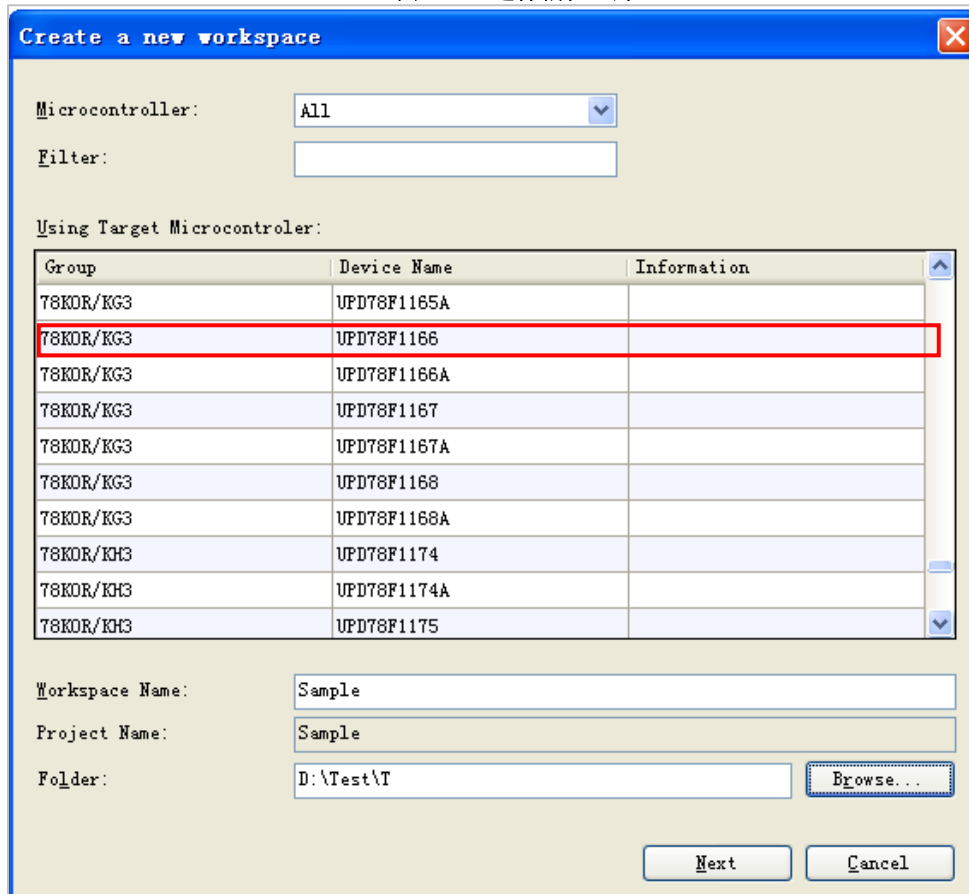 Create a new workspace
Microcontroller: All
Filter:
Using Target Microcontroler:
Group Device Name Information
78K0R/KG3 UPD78F1165A
78K0R/KG3 UPD78F1166
78K0R/KG3 UPD78F1166A
78K0R/KG3 UPD78F1167
78K0R/KG3 UPD78F1167A
78K0R/KG3 UPD78F1168
78K0R/KG3 UPD78F1168A
78K0R/KH3 UPD78F1174
78K0R/KH3 UPD78F1174A
78K0R/KH3 UPD78F1175
Workspace Name: Sample
Project Name: Sample
Folder: D:\Test\T Browse...
Next Cancel